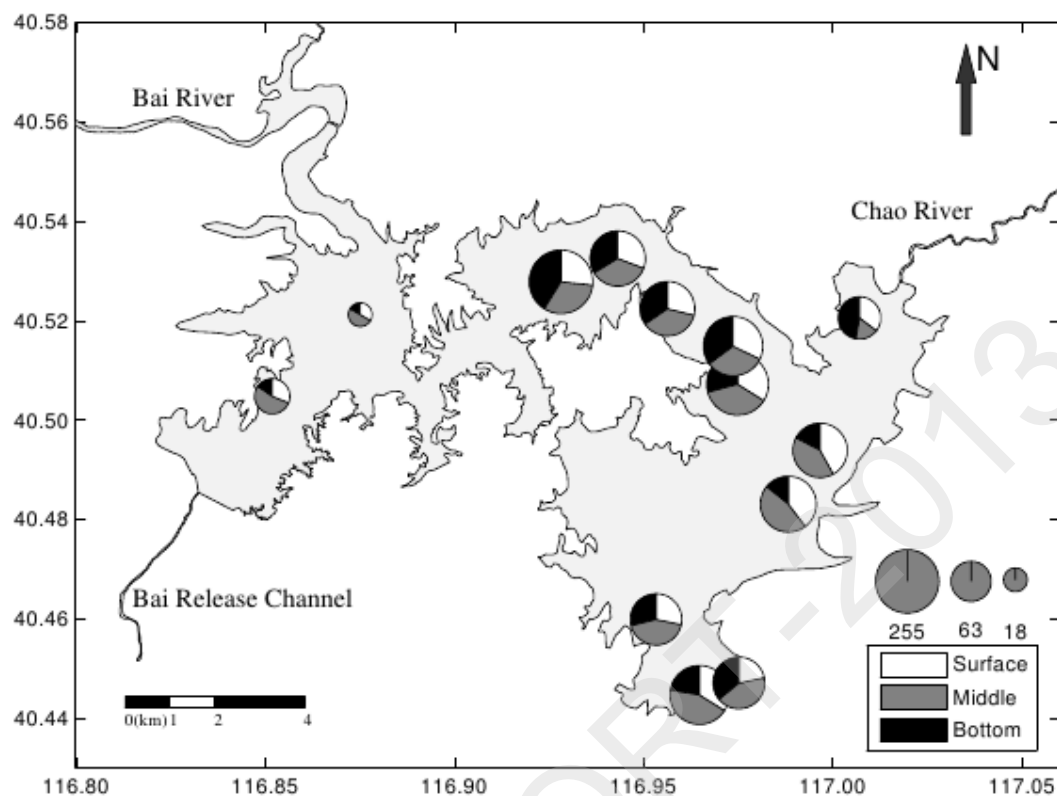 40.58
N
Bai River
40.56
Chao River
40.54
40.52
40.50
40.48
Bai Release Channel
40.46
255 63 18
Surface
Middle
Bottom
0(km) 1 2 4
40.44
116.80 116.85 116.90 116.95 117.00 117.05